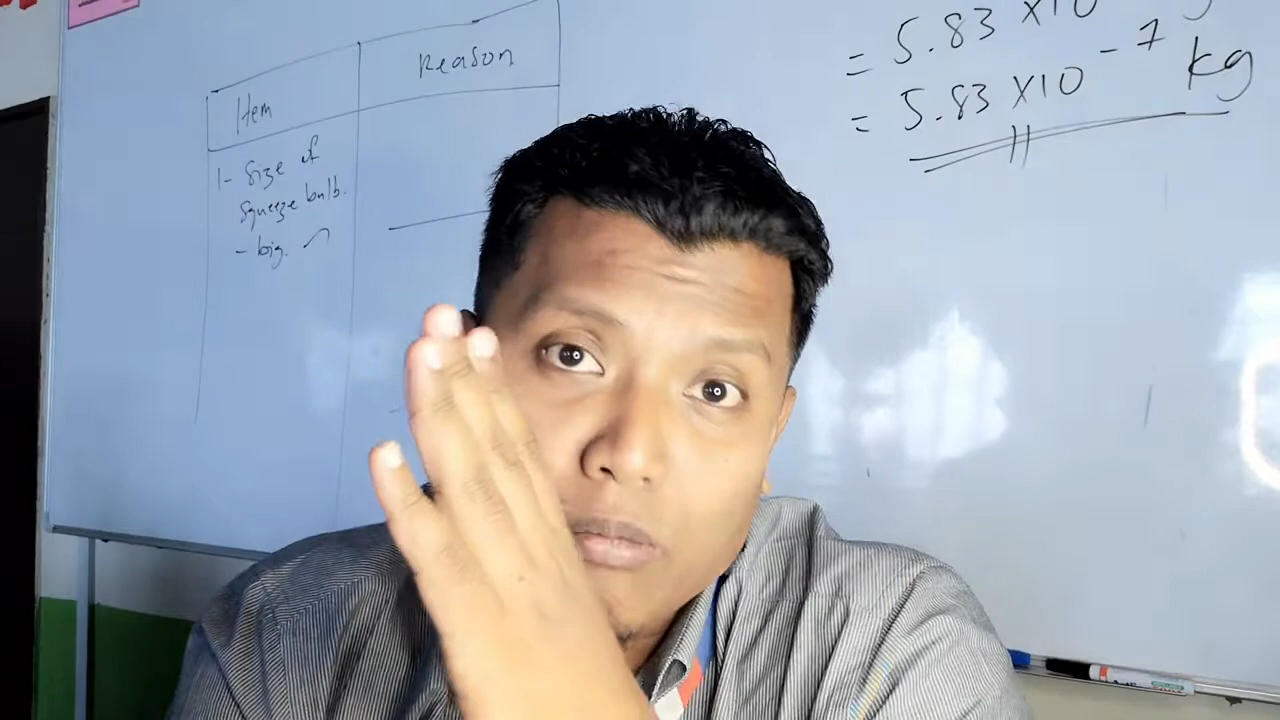 Item
Reason
1- Size of
squeeze bulb.
- big.
= 5.83 x10
= 5.83 x10 -7 kg